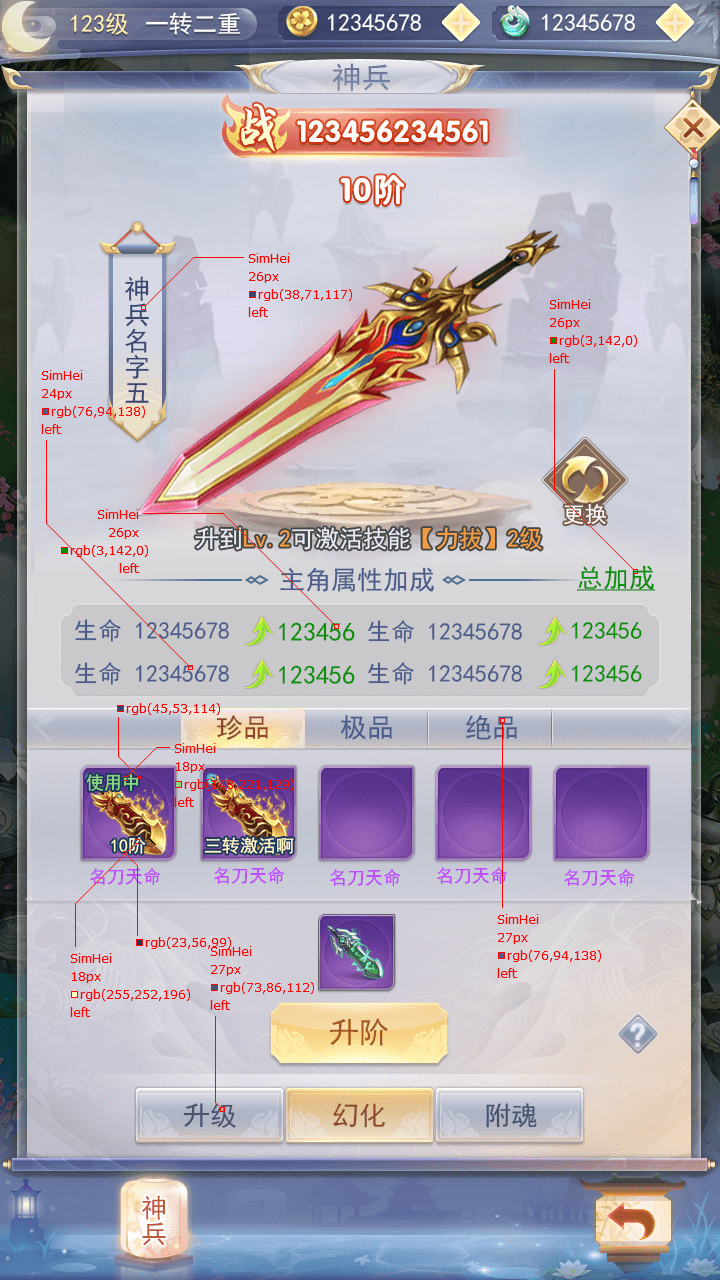 123级 一转二重 12345678 12345678
神兵
战 123456234561
10阶
神兵名字五
SimHei
26px
rgb(38,71,117)
left
SimHei
26px
rgb(3,142,0)
left
SimHei
24px
rgb(76,94,138)
left
SimHei
26px
rgb(3,142,0)
left
更换
升到Lv.2可激活技能【力拔】2级
主角属性加成
总加成
生命 12345678 123456 生命 12345678 123456
生命 12345678 123456 生命 12345678 123456
rgb(45,53,114)
珍品 极品 绝品
SimHei
18px
left
使用中
10阶
三转激活啊
名刀天命 名刀天命 名刀天命 名刀天命 名刀天命
SimHei
27px
rgb(76,94,138)
left
rgb(23,56,99)
SimHei
18px
rgb(255,252,196)
left
SimHei
27px
rgb(73,86,112)
left
升阶
?
升级 幻化 附魂
神兵